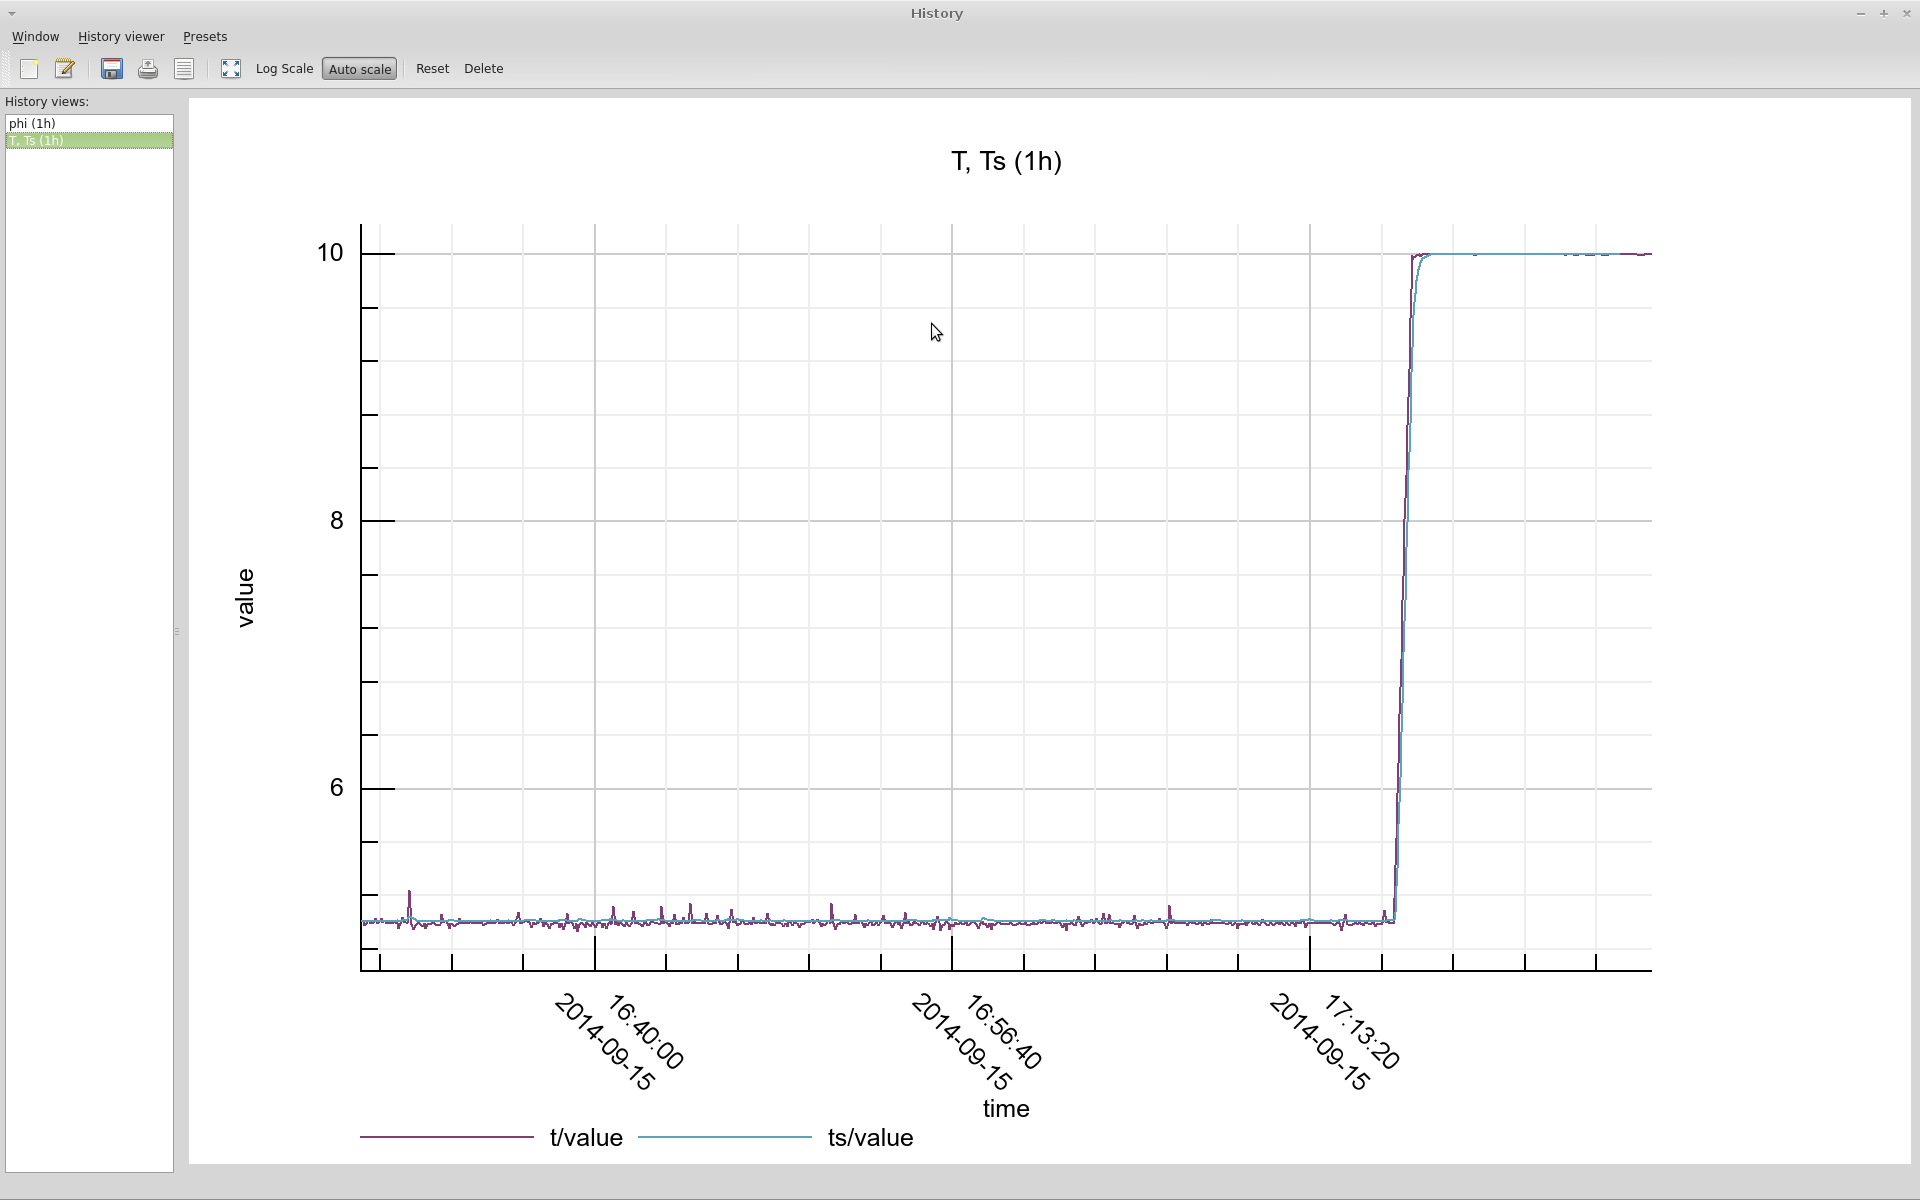 History
Window History viewer Presets
Log Scale Auto scale Reset Delete
History views:
phi (1h)
T, Ts (1h)
T, Ts (1h)
10
8
6
value
16:40:00
2014-09-15
16:56:40
2014-09-15
17:13:20
2014-09-15
time
t/value ts/value